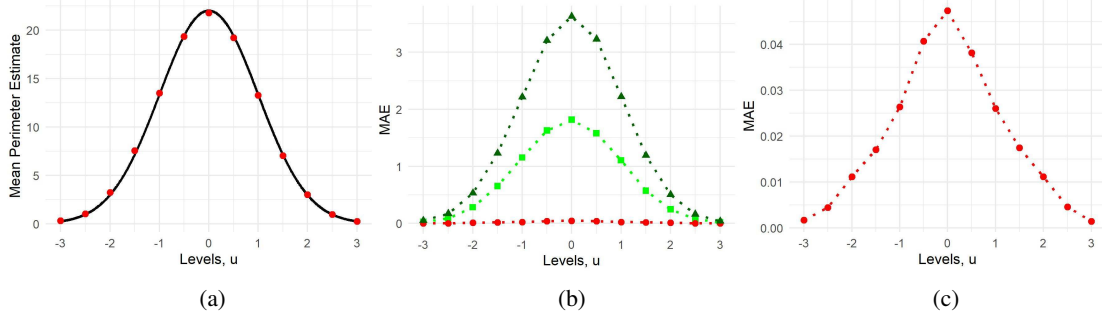 Mean Perimeter Estimate
20
15
10
5
0
-3 -2 -1 0 1 2 3
Levels, u
(a)
MAE
3
2
1
0
-3 -2 -1 0 1 2 3
Levels, u
(b)
MAE
0.04
0.03
0.02
0.01
0.00
-3 -2 -1 0 1 2 3
Levels, u
(c)